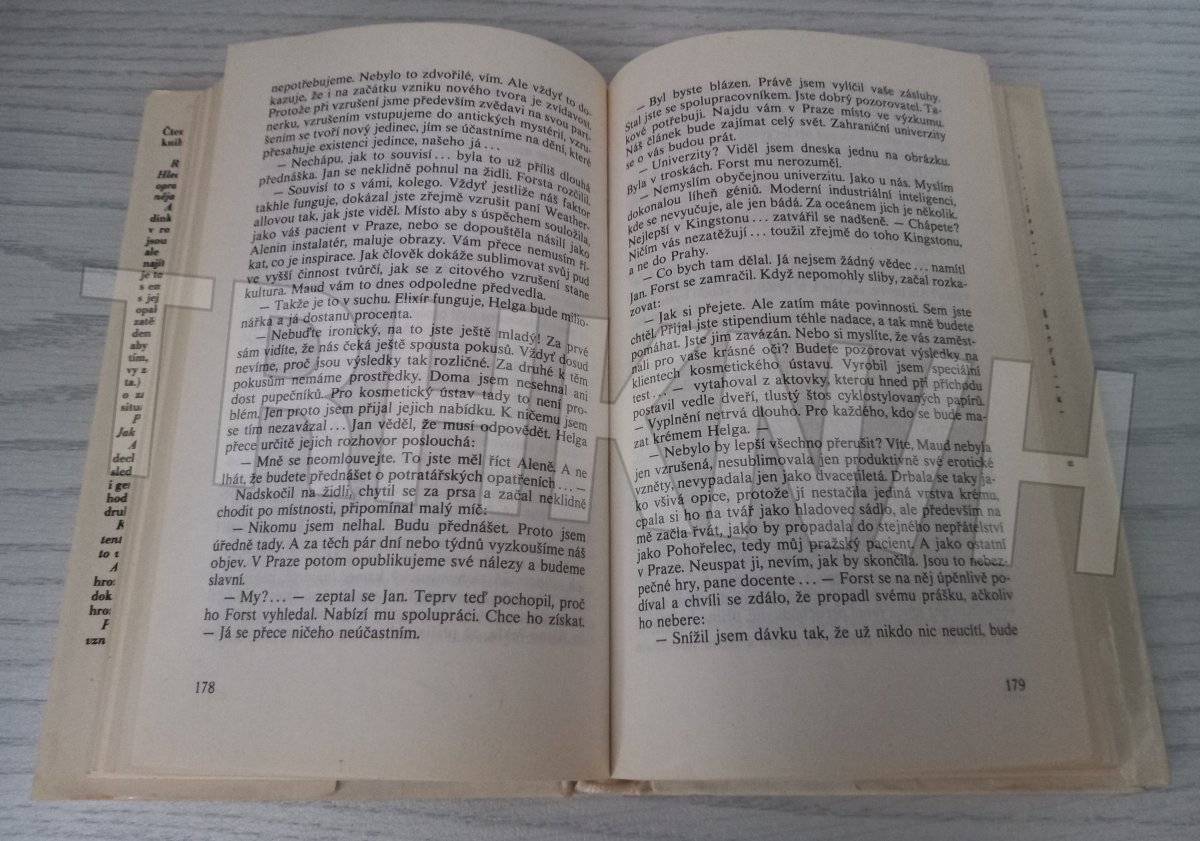 nepotřebujeme. Nebylo to zdvořilé, vím. Ale vždyť to do-
kazuje, že i na začátku vzniku nového tvora je zvídavost.
Protože při vzrušení jsme především zvědaví na svou part-
nerku, vzrušením vstupujeme do antických mystérií, vzru-
šením se tvoří nový jedinec, jím se účastníme na dění, které
přesahuje existenci jedince, našeho já...
— Nechápu, jak to souvisí... byla to už příliš dlouhá
přednáška. Jan se neklidně pohnul na židli. Forsta rozčílil.
— Souvisí to s vámi, kolego. Vždyť jestliže náš faktor
takhle funguje, dokázal jste zřejmě vzrušit paní Weather-
allovou tak, jak jste viděl. Místo aby s úspěchem souložila,
jako váš pacient v Praze, nebo se dopouštěla násilí jako
Alenin instalatér, maluje obrazy. Vám přece nemusím ří-
kat, co je inspirace. Jak člověk dokáže sublimovat svůj pud
ve vyšší činnost tvůrčí, jak se z citového vzrušení stane
kultura. Maud vám to dnes odpoledne předvedla.
— Takže je to v suchu. Elixír funguje, Helga bude milio-
nářka a já dostanu procenta.
— Nebuďte ironický, na to jste ještě mladý! Za prvé
sám vidíte, že nás čeká ještě spousta pokusů. Vždyť dosud
nevíme, proč jsou výsledky tak rozličné. Za druhé k těm
pokusům nemáme prostředky. Doma jsem nesehnal ani
dost pupečníků. Pro kosmetický ústav tady to není pro-
blém. Jen proto jsem přijal jejich nabídku. K ničemu jsem
se tím nezavázal... Jan věděl, že musí odpovědět. Helga
přece určitě jejich rozhovor poslouchá:
— Mně se neomlouvejte. To jste měl říct Aleně. A ne
lhát, že budete přednášet o potratářských opatřeních... —
Nadskočil na židli, chytil se za prsa a začal neklidně
chodit po místnosti, připomínal malý míč:
— Nikomu jsem nelhal. Budu přednášet. Proto jsem
úředně tady. A za těch pár dní nebo týdnů vyzkoušíme náš
objev. V Praze potom opublikujeme své nálezy a budeme
slavní.
— My?... — zeptal se Jan. Teprv teď pochopil, proč
ho Forst vyhledal. Nabízí mu spolupráci. Chce ho získat.
— Já se přece ničeho neúčastním.
178
— Byl byste blázen. Právě jsem vylíčil vaše zásluhy.
Stal jste se spolupracovníkem. Jste dobrý pozorovatel. Ta-
kové potřebuji. Najdu vám v Praze místo ve výzkumu.
Náš článek bude zajímat celý svět. Zahraniční univerzity
se o vás budou prát.
— Univerzity? Viděl jsem dneska jednu na obrázku.
Byla v troskách. Forst mu nerozuměl.
— Nemyslím obyčejnou univerzitu. Jako u nás. Myslím
dokonalou líheň géniů. Moderní industriální inteligenci,
kde se nevyučuje, ale jen bádá. Za oceánem jich je několik.
Nejlepší v Kingstonu... zatvářil se nadšeně. — Chápete?
Ničím vás nezatěžují... toužil zřejmě do toho Kingstonu,
a ne do Prahy.
— Co bych tam dělal. Já nejsem žádný vědec... namítl
Jan. Forst se zamračil. Když nepomohly sliby, začal rozka-
zovat:
— Jak si přejete. Ale zatím máte povinnosti. Sem jste
chtěl. Přijal jste stipendium téhle nadace, a tak mně budete
pomáhat. Jste jim zavázán. Nebo si myslíte, že vás zaměst-
nali pro vaše krásné oči? Budete pozorovat výsledky na
klientech kosmetického ústavu. Vyrobil jsem speciální
test... — vytahoval z aktovky, kterou hned při příchodu
postavil vedle dveří, tlustý štos cyklostylovaných papírů.
— Vyplnění netrvá dlouho. Pro každého, kdo se bude ma-
zat krémem Helga. —
— Nebylo by lepší všechno přerušit? Víte, Maud nebyla
jen vzrušená, nesublimovala jen produktivně své erotické
vzněty, nevypadala jen jako dvacetiletá. Drbala se taky ja-
ko všivá opice, protože jí nestačila jediná vrstva krému,
cpala si ho na tvář jako hladovec sádlo, ale především na
mě začala řvát, jako by propadala do stejného nepřátelství
jako Pohořelec, tedy můj pražský pacient. A jako ostatní
v Praze. Neuspat ji, nevím, jak by skončila. Jsou to nebez-
pečné hry, pane docente... — Forst se na něj úpěnlivě po-
díval a chvíli se zdálo, že propadl svému prášku, ačkoliv
ho nebere:
— Snížil jsem dávku tak, že už nikdo nic neucítí, bude
179
TRHKNIH